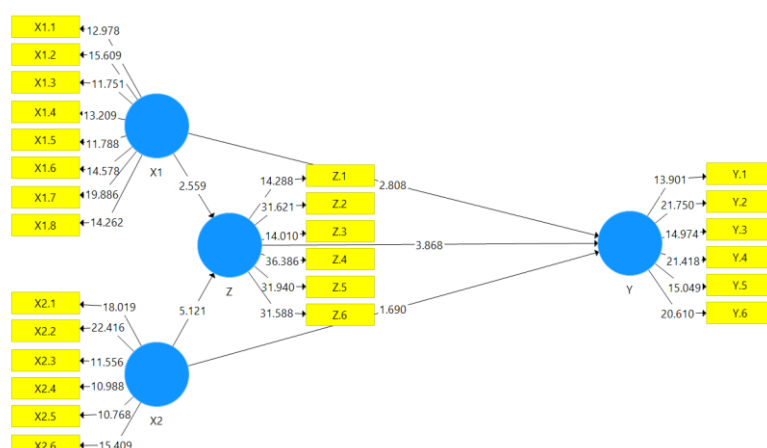 X1.1 12.978
X1.2 15.609
X1.3 11.751
X1.4 13.209
X1.5 11.788
X1.6 14.578
X1.7 19.886
X1.8 14.262
X1
2.559
14.288 Z.1
31.621 Z.2
14.010 Z.3
36.386 Z.4
31.940 Z.5
31.588 Z.6
Z
2.808
3.868
1.690
5.121
13.901 Y.1
21.750 Y.2
14.974 Y.3
21.418 Y.4
15.049 Y.5
20.610 Y.6
Y
X2.1 18.019
X2.2 22.416
X2.3 11.556
X2.4 10.988
X2.5 10.768
X2.6 15.409
X2